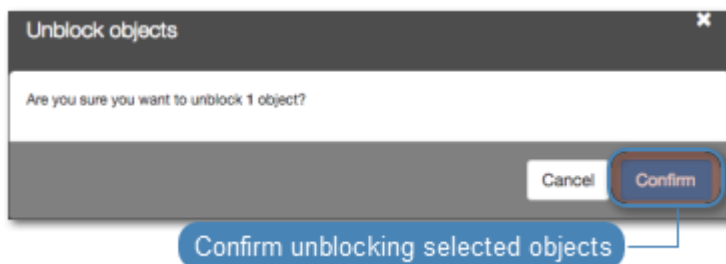 Unblock objects
Are you sure you want to unblock 1 object?
Cancel Confirm
Confirm unblocking selected objects